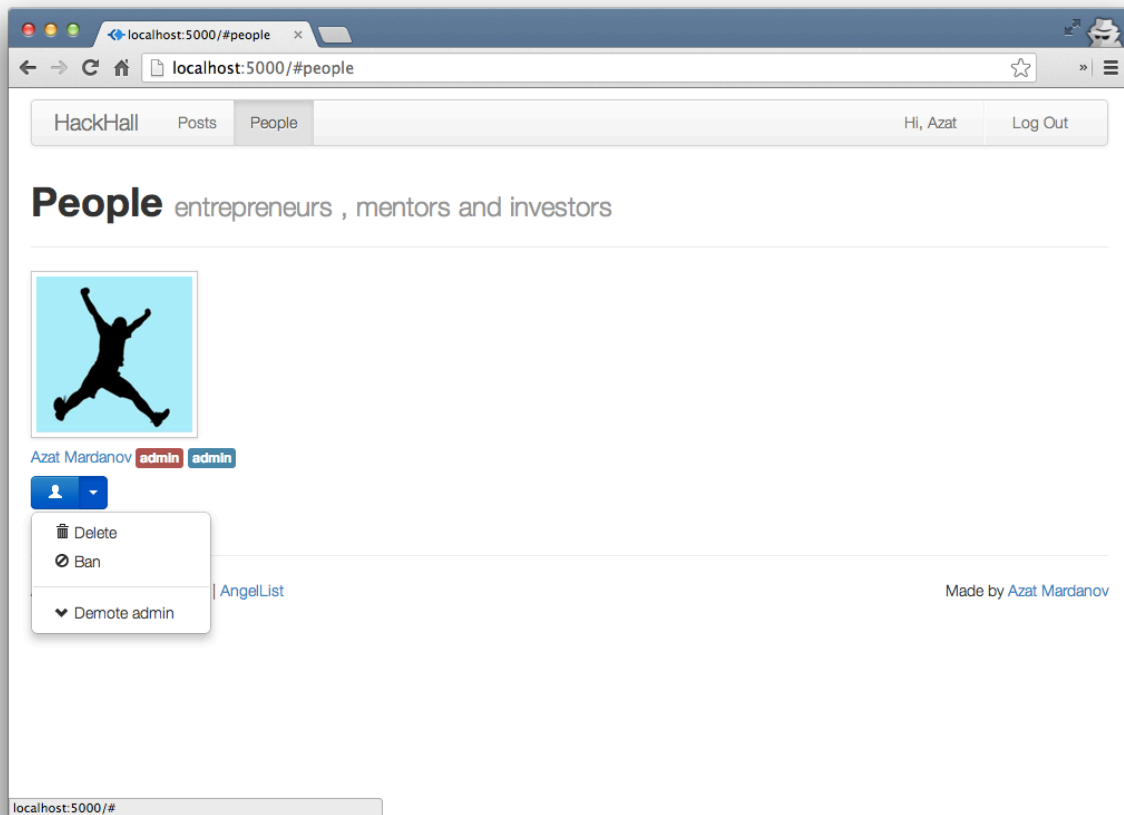 localhost:5000/#people
localhost:5000/#people
HackHall Posts People Hi, Azat Log Out
People entrepreneurs , mentors and investors
Azat Mardanov admin admin
Delete
Ban
| AngelList Made by Azat Mardanov
Demote admin
localhost:5000/#